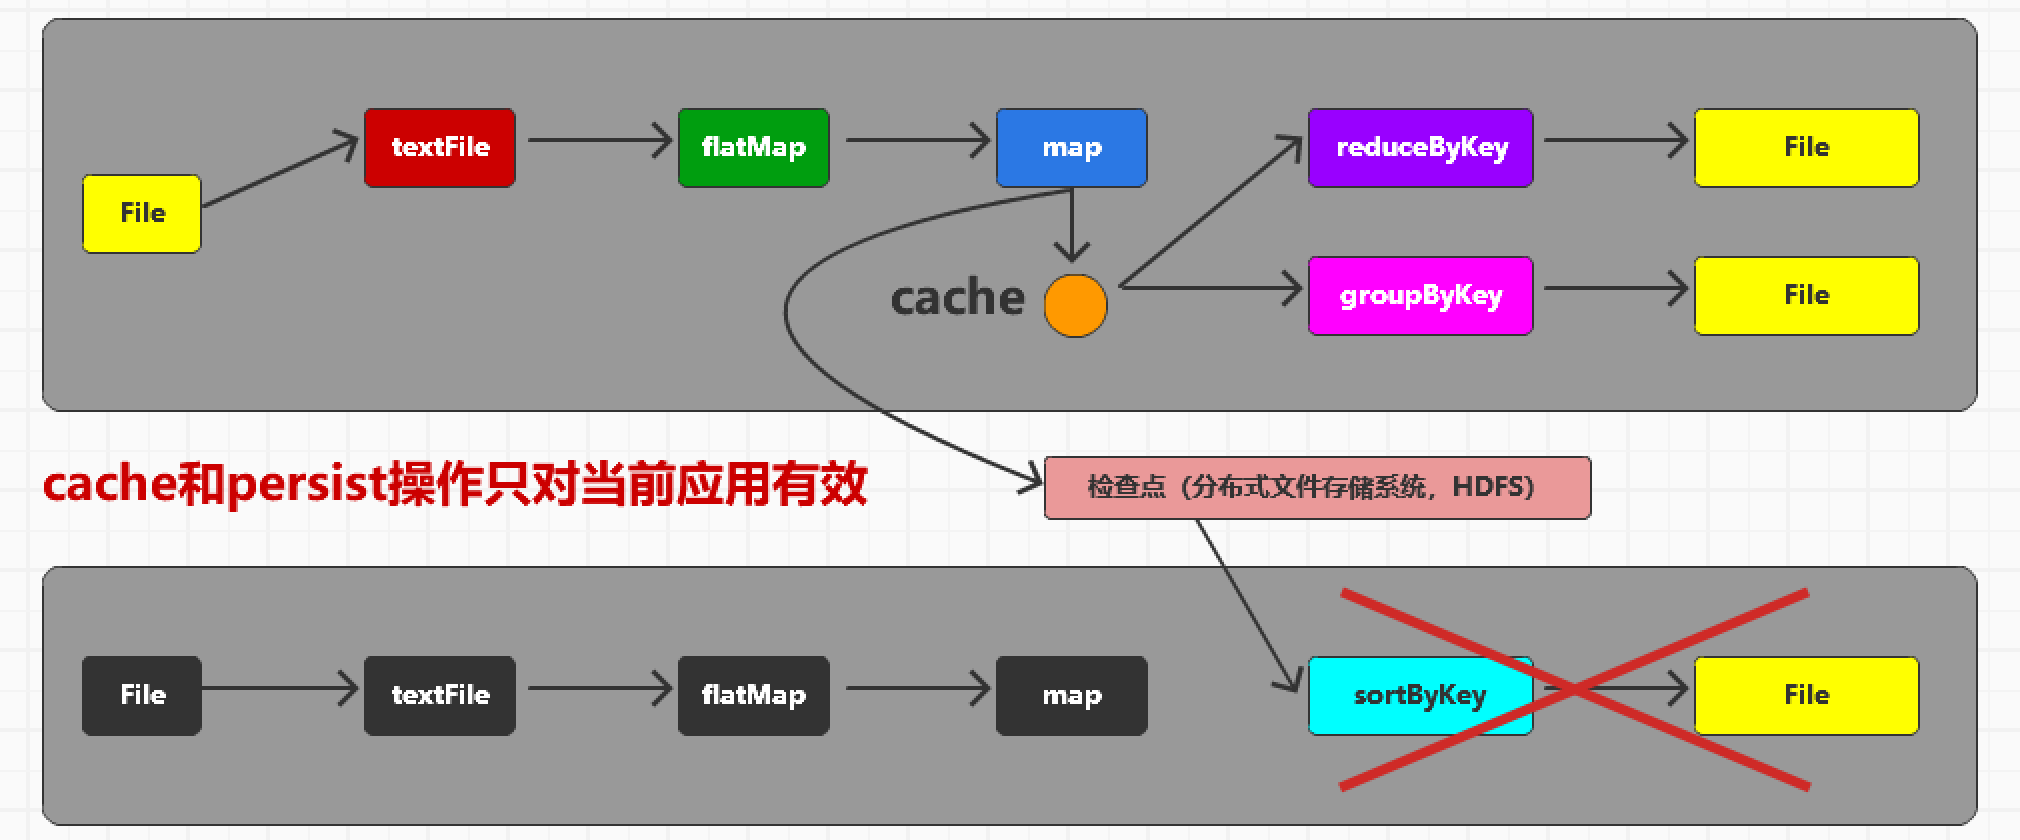 File
textFile
flatMap
map
reduceByKey
File
cache
groupByKey
File
cache和persist操作只对当前应用有效
检查点（分布式文件存储系统，HDFS）
File
textFile
flatMap
map
sortByKey
File